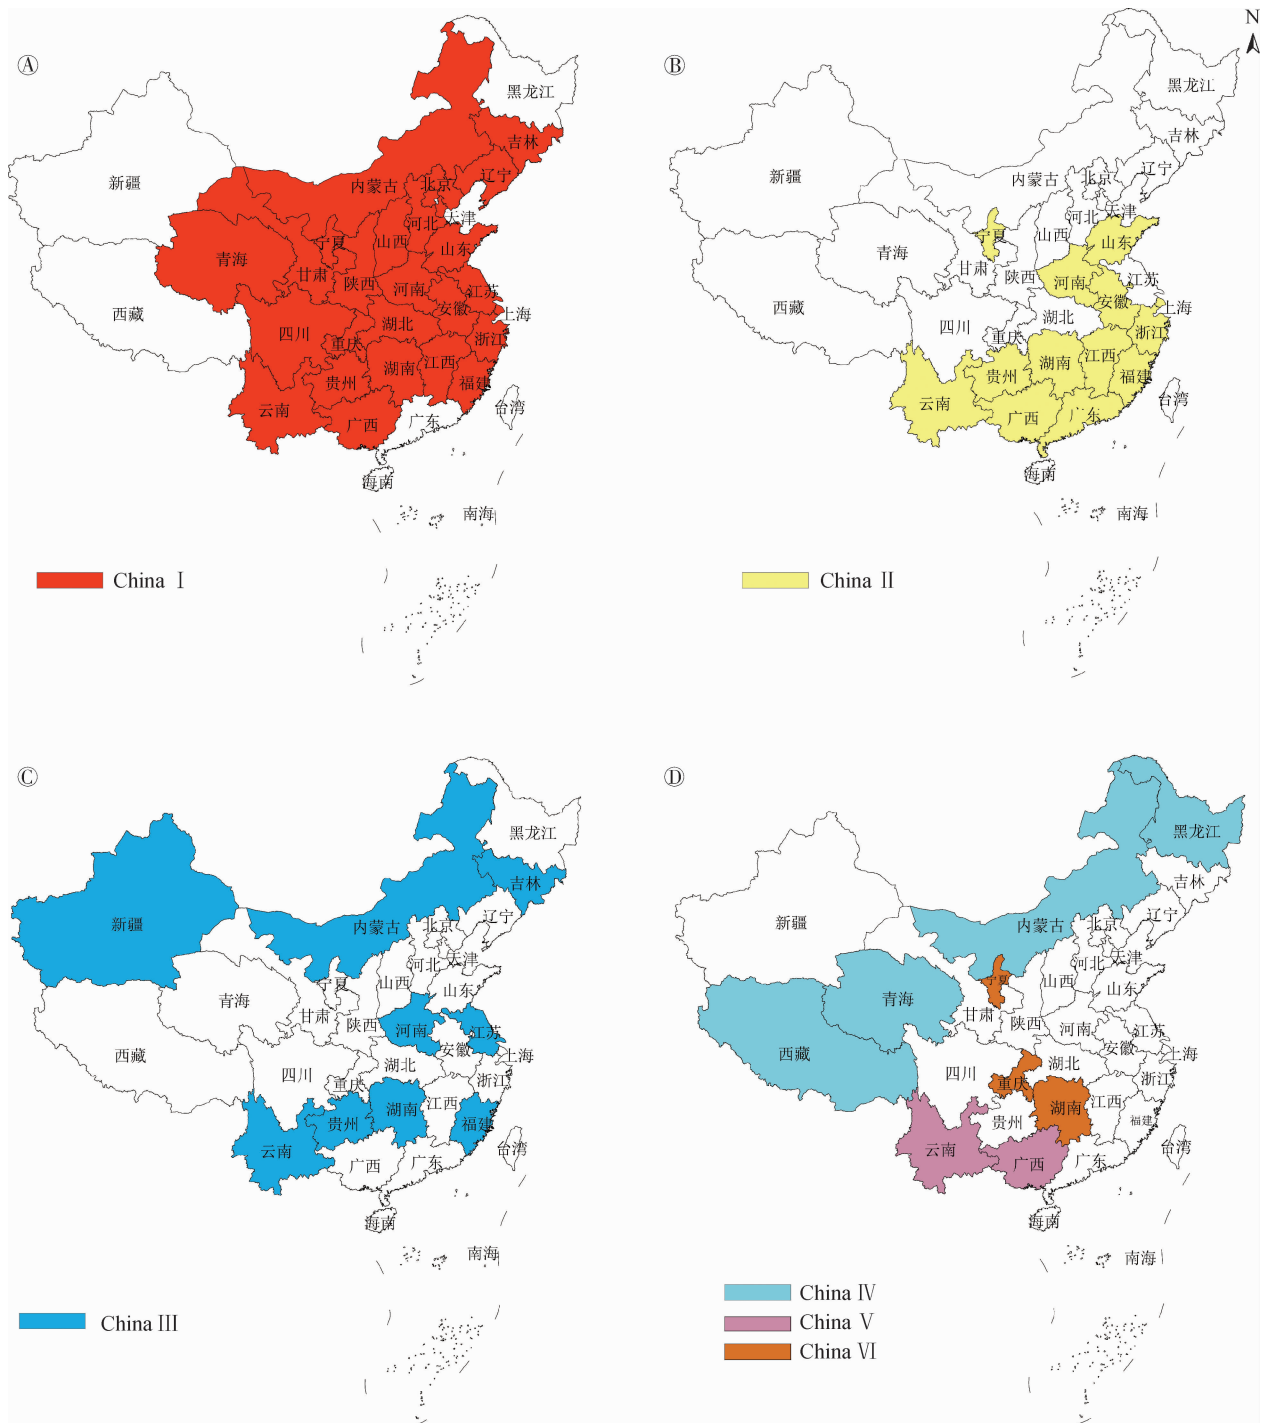 N
Ⓐ
黑龙江
吉林
辽宁
新疆
内蒙古
北京
天津
河北
宁夏
山西
山东
青海
甘肃
陕西
河南
江苏
西藏
安徽
上海
四川
湖北
重庆
浙江
湖南
江西
贵州
福建
云南
广西
广东
台湾
海南
南海
China Ⅰ
Ⓑ
黑龙江
吉林
辽宁
新疆
内蒙古
北京
天津
河北
宁夏
山西
山东
青海
甘肃
陕西
河南
江苏
西藏
安徽
上海
四川
湖北
重庆
浙江
湖南
江西
贵州
福建
云南
广西
广东
台湾
海南
南海
China Ⅱ
Ⓒ
黑龙江
吉林
辽宁
新疆
内蒙古
北京
天津
河北
宁夏
山西
山东
青海
甘肃
陕西
河南
江苏
西藏
安徽
上海
四川
湖北
重庆
浙江
湖南
江西
贵州
福建
云南
广西
广东
台湾
海南
南海
China Ⅲ
Ⓓ
黑龙江
吉林
辽宁
新疆
内蒙古
北京
天津
河北
宁夏
山西
山东
青海
甘肃
陕西
河南
江苏
西藏
安徽
上海
四川
湖北
重庆
浙江
湖南
江西
贵州
福建
云南
广西
广东
台湾
海南
南海
China Ⅳ
China Ⅴ
China Ⅵ